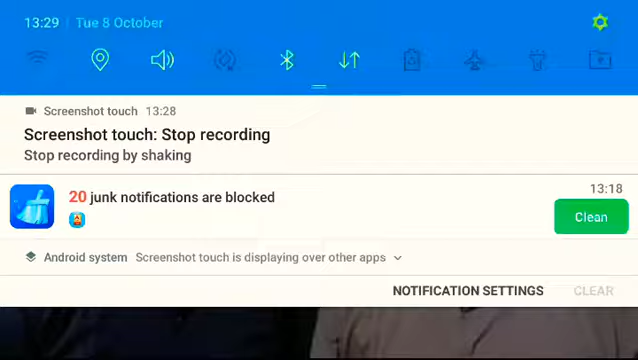 13:29 | Tue 8 October
Screenshot touch 13:28
Screenshot touch: Stop recording
Stop recording by shaking
13:18
20 junk notifications are blocked
Clean
Android system Screenshot touch is displaying over other apps
NOTIFICATION SETTINGS CLEAR